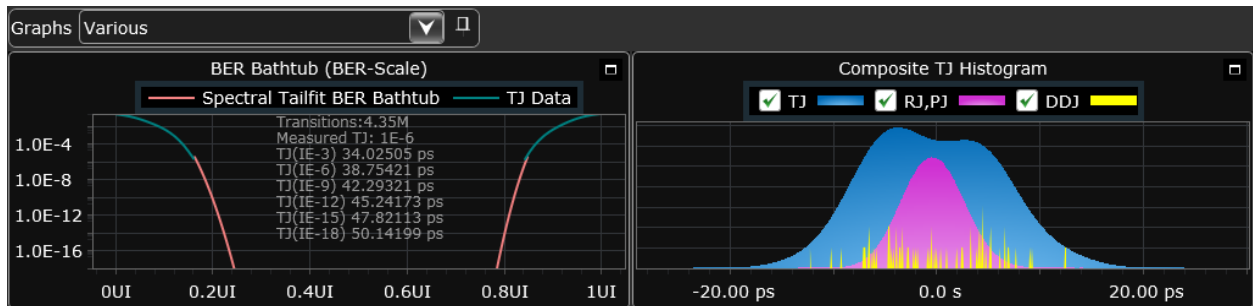 Graphs Various
BER Bathtub (BER-Scale)
Spectral Tailfit BER Bathtub TJ Data
Transitions:4.35M
Measured TJ: 1E-6
TJ(IE-3) 34.02505 ps
TJ(IE-6) 38.75421 ps
TJ(IE-9) 42.29321 ps
TJ(IE-12) 45.24173 ps
TJ(IE-15) 47.82113 ps
TJ(IE-18) 50.14199 ps
1.0E-4
1.0E-8
1.0E-12
1.0E-16
0UI 0.2UI 0.4UI 0.6UI 0.8UI 1UI
Composite TJ Histogram
TJ RJ,PJ DDJ
-20.00 ps 0.0 s 20.00 ps